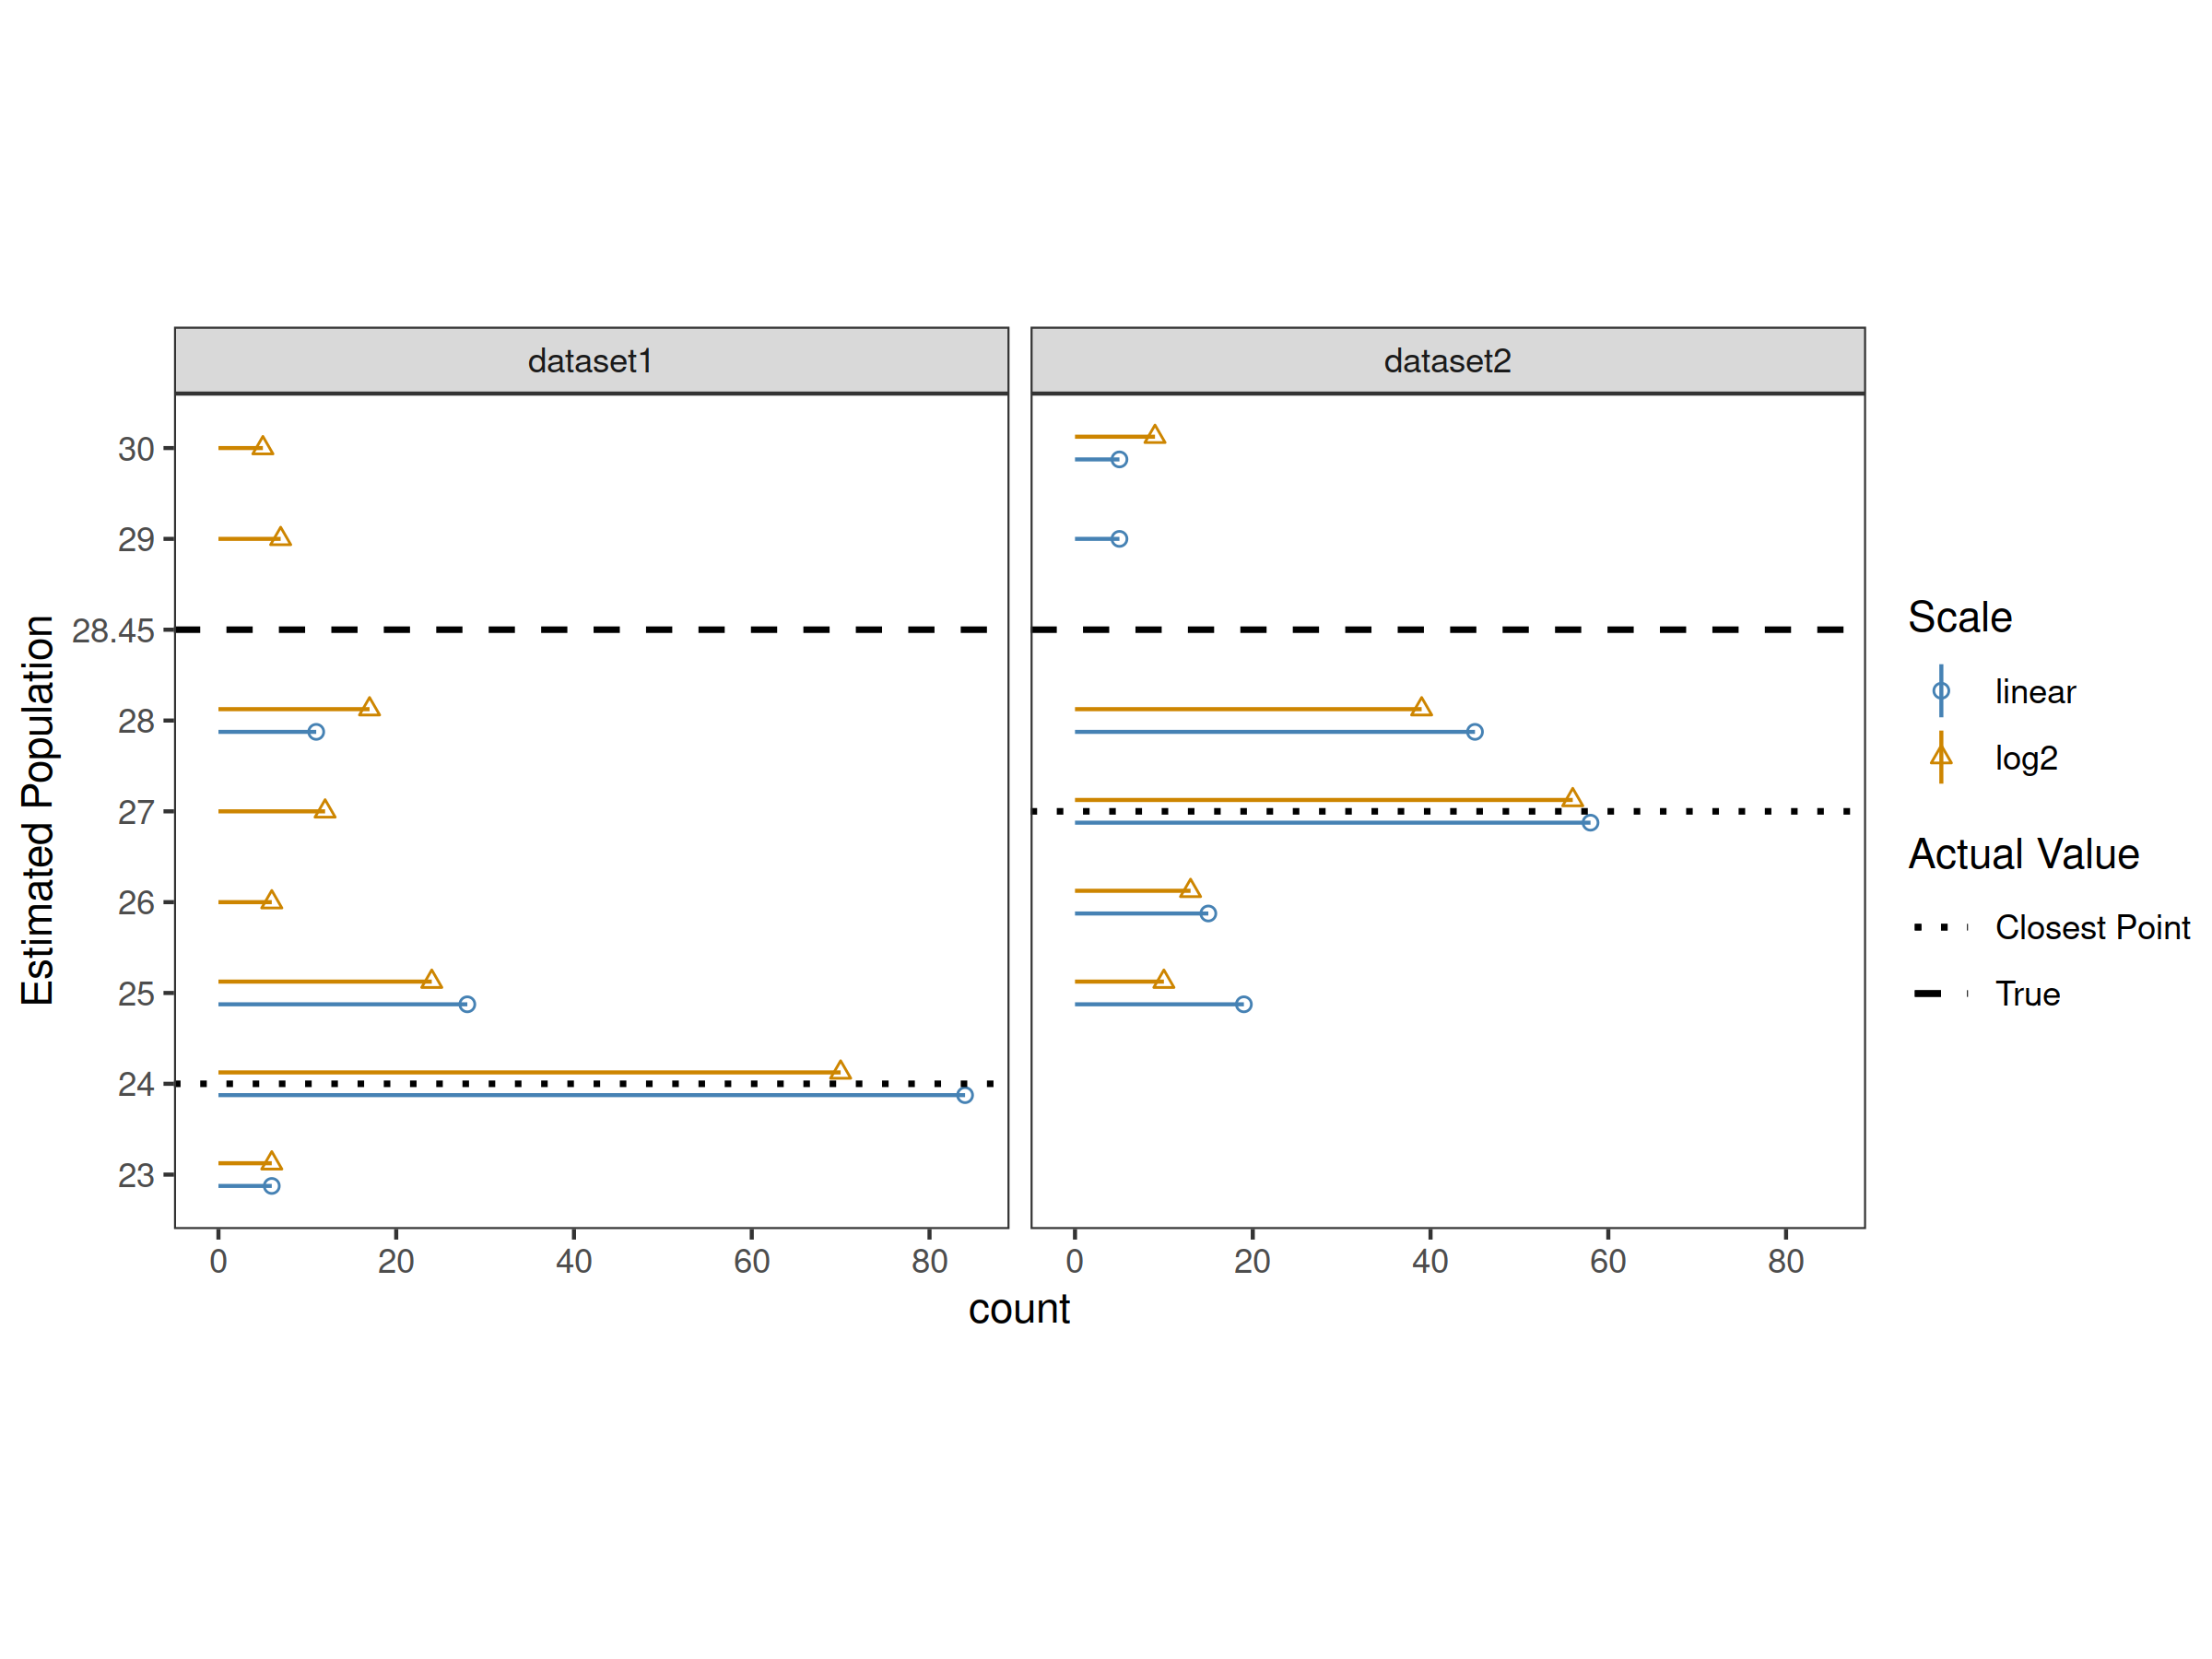 dataset1
dataset2
Estimated Population
30
29
28.45
28
27
26
25
24
23
0 20 40 60 80
0 20 40 60 80
count
Scale
linear
log2
Actual Value
Closest Point
True